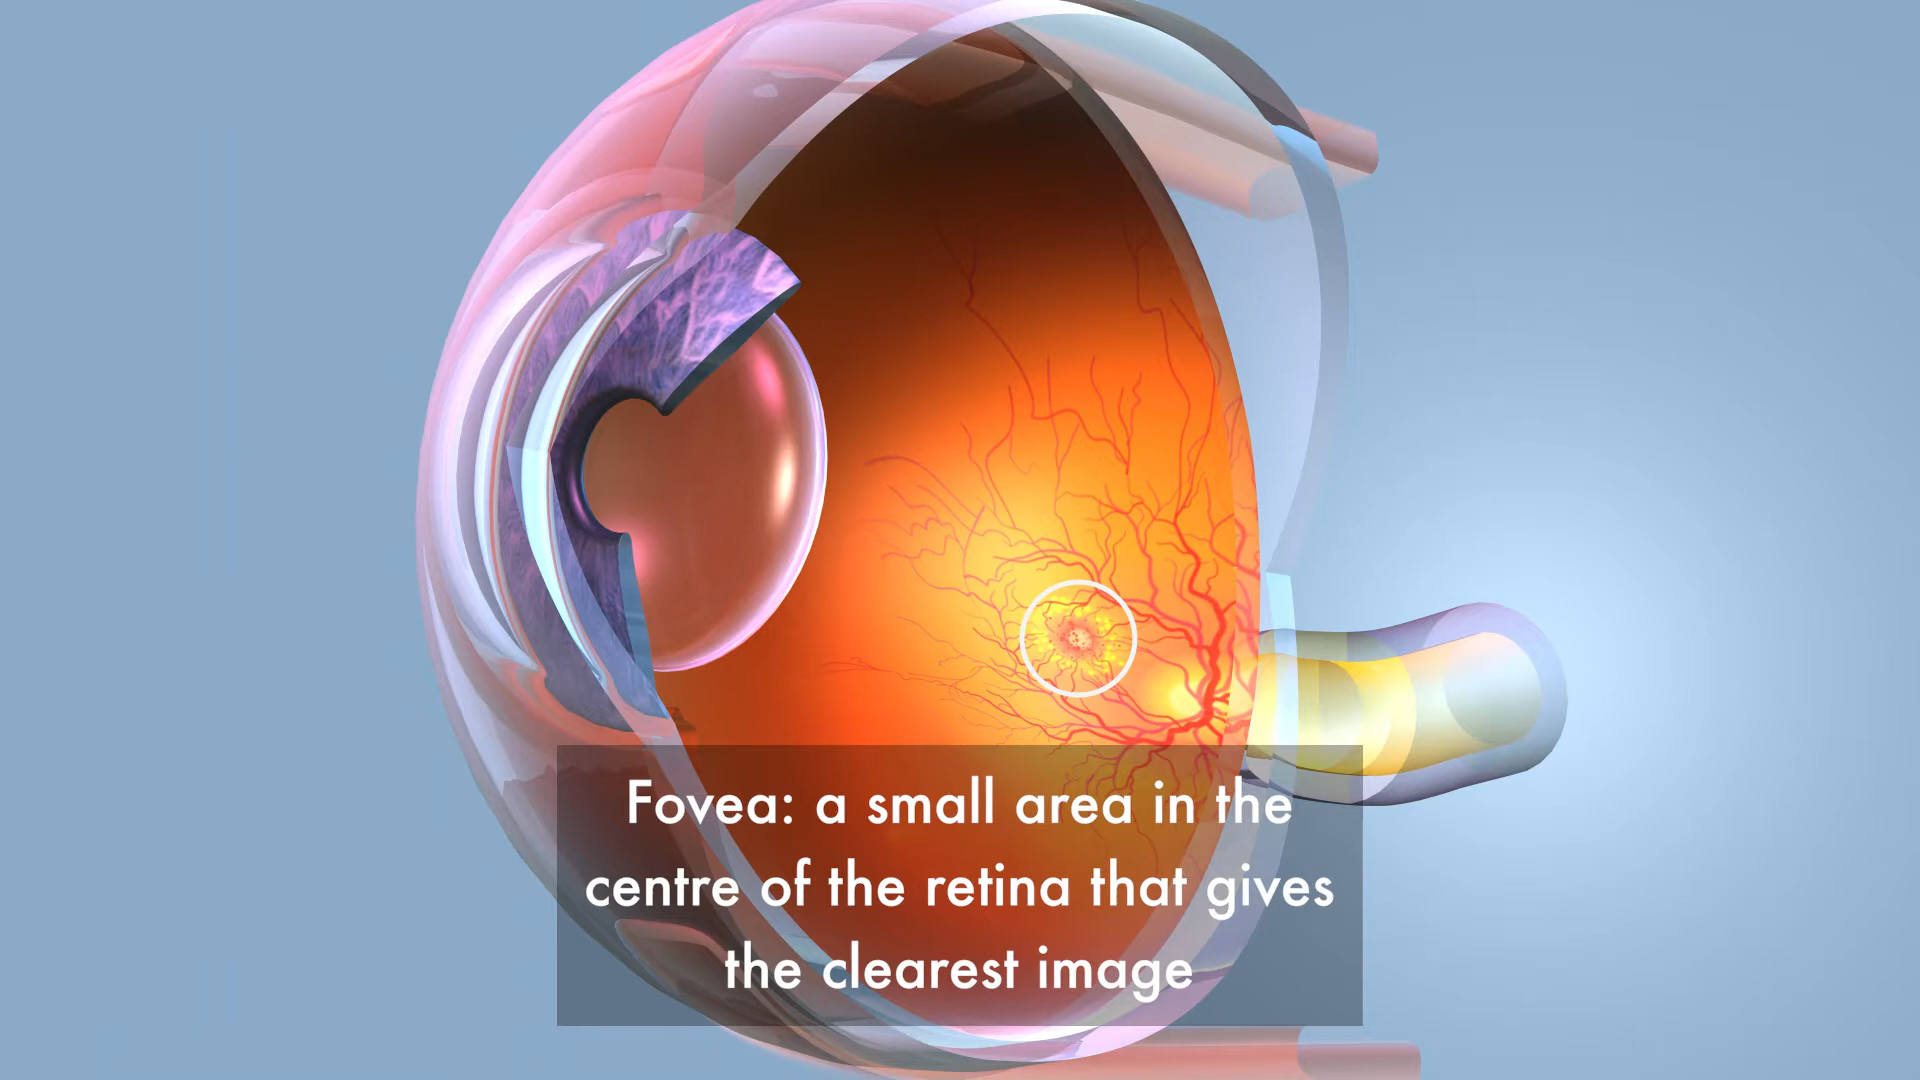 Fovea: a small area in the
centre of the retina that gives
the clearest image